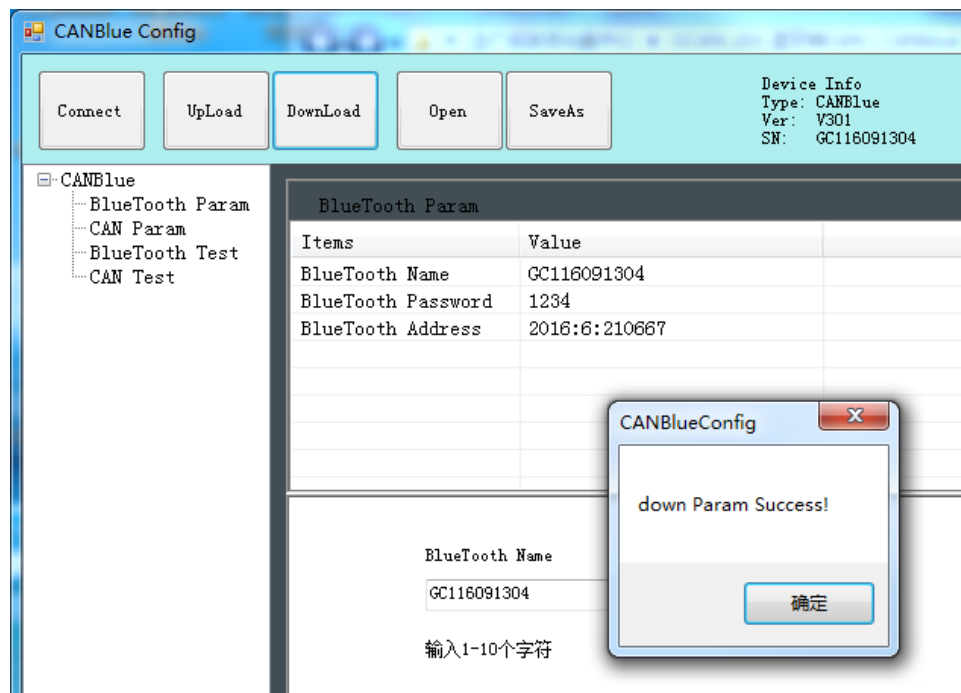 CANBlue Config
Connect UpLoad DownLoad Open SaveAs
Device Info
Type: CANBlue
Ver: V301
SN: GC116091304
CANBlue
BlueTooth Param
CAN Param
BlueTooth Test
CAN Test
BlueTooth Param
Items Value
BlueTooth Name GC116091304
BlueTooth Password 1234
BlueTooth Address 2016:6:210667
CANBlueConfig
down Param Success!
确定
BlueTooth Name
GC116091304
输入1-10个字符